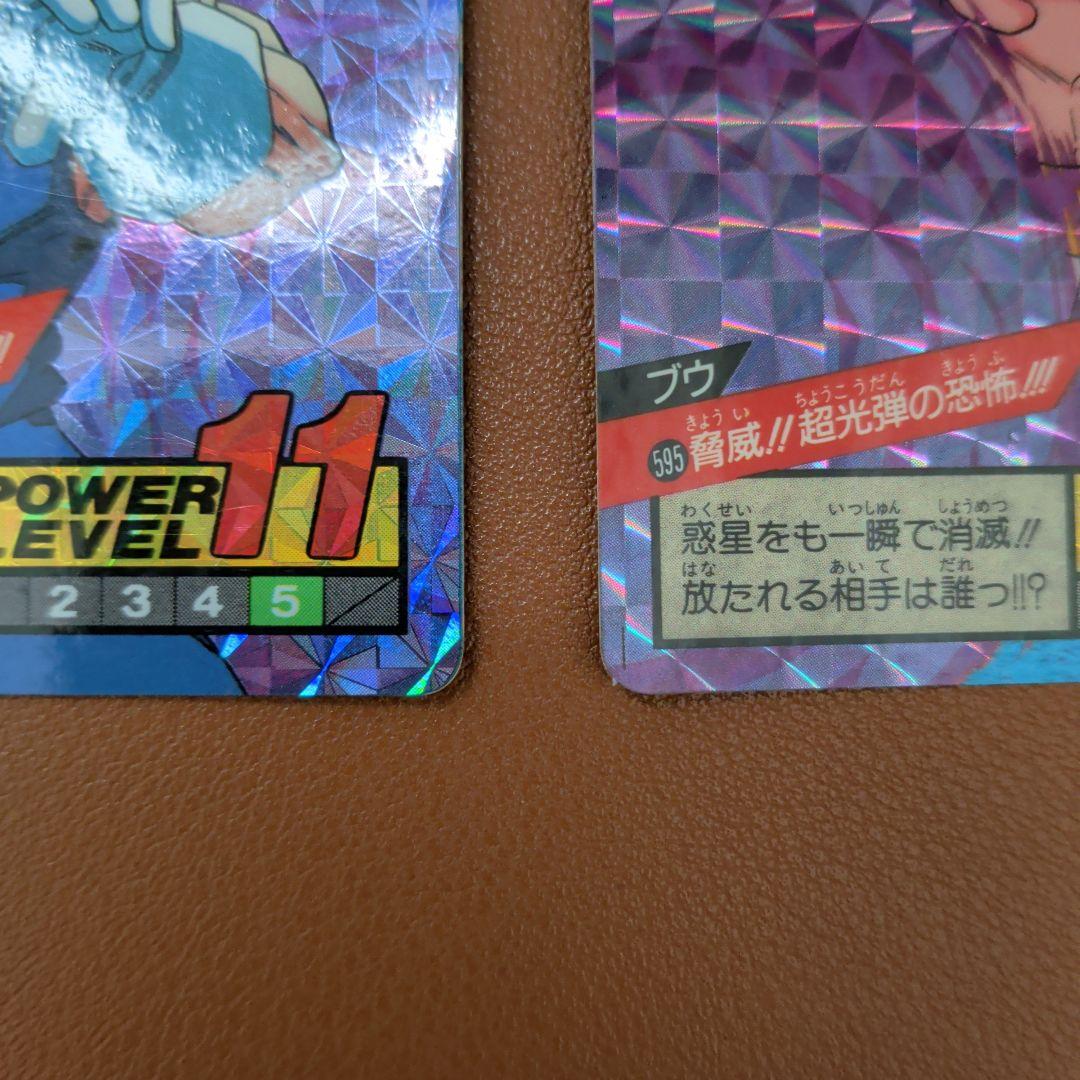 !!!
POWER
LEVEL
11
2 3 4 5
ブウ
きょうい ちょうこうだん きょうふ
595 脅威!!超光弾の恐怖!!!
わくせい いっしゅん しょうめつ
惑星をも一瞬で消滅!!
はな あいて だれ
放たれる相手は誰っ!!?